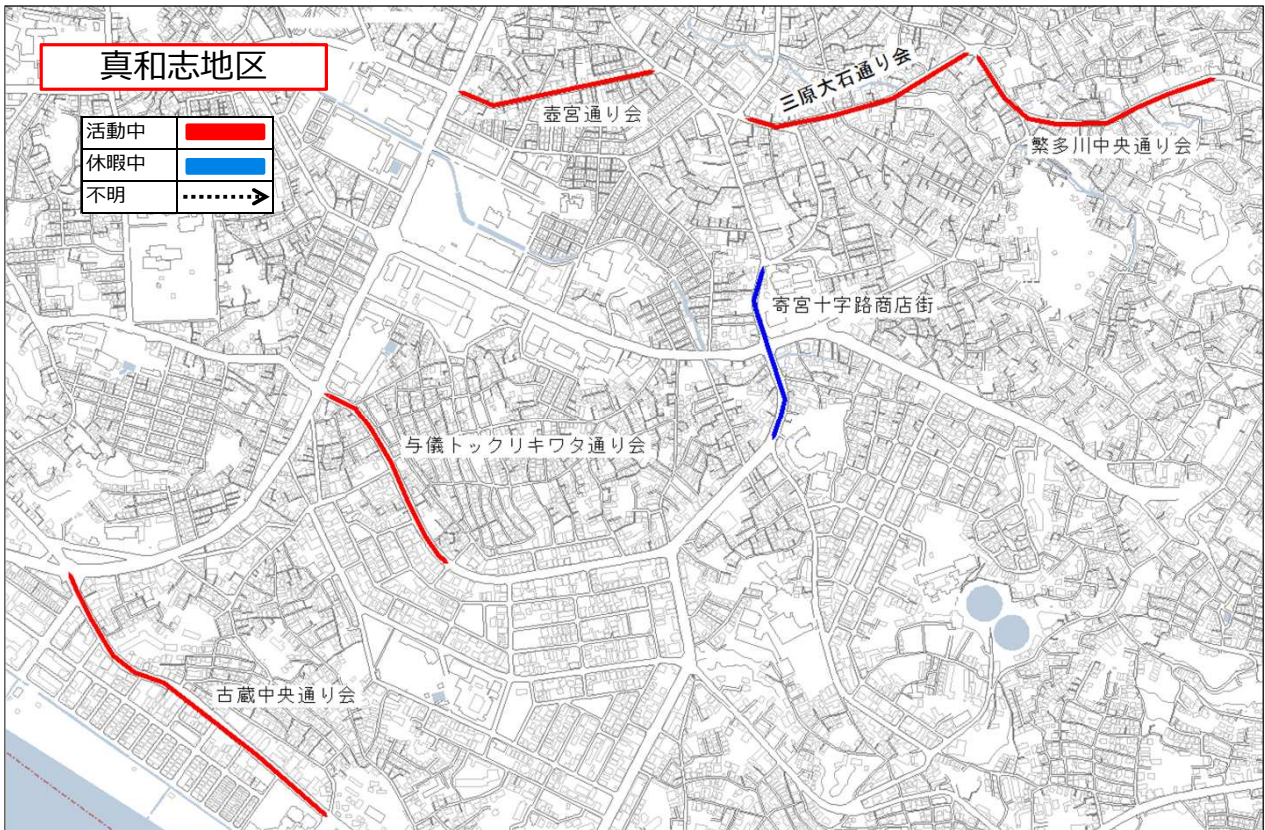 真和志地区
活動中
休暇中
不明
壺宮通り会
三原大石通り会
繁多川中央通り会
寄宮十字路商店街
与儀トックリキワタ通り会
古蔵中央通り会